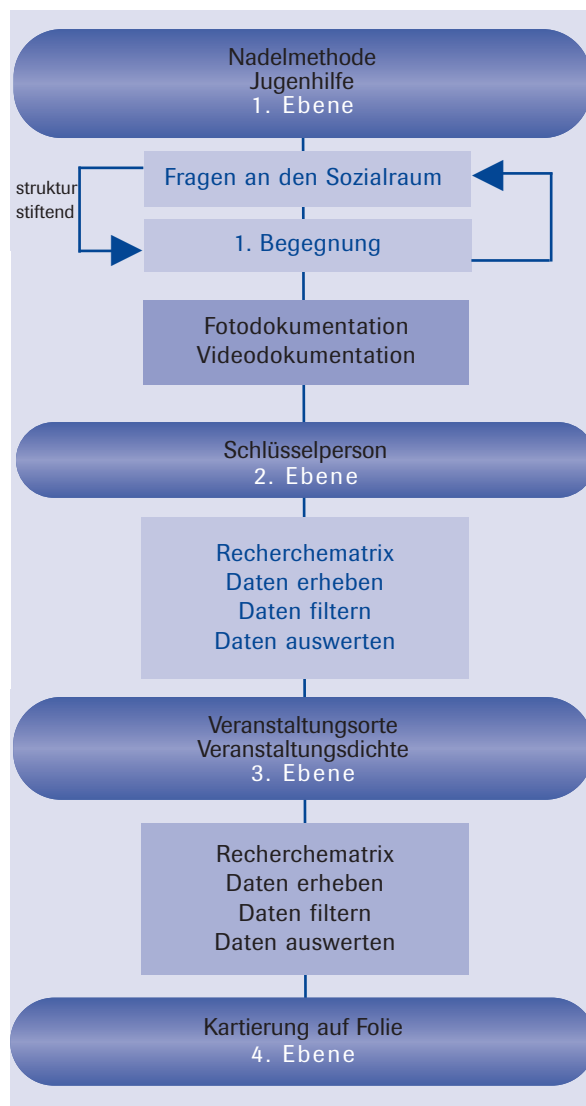 Nadelmethode
Jugenhilfe
1. Ebene
Fragen an den Sozialraum
struktur
stiftend
1. Begegnung
Fotodokumentation
Videodokumentation
Schlüsselperson
2. Ebene
Recherchematrix
Daten erheben
Daten filtern
Daten auswerten
Veranstaltungsorte
Veranstaltungsdichte
3. Ebene
Recherchematrix
Daten erheben
Daten filtern
Daten auswerten
Kartierung auf Folie
4. Ebene